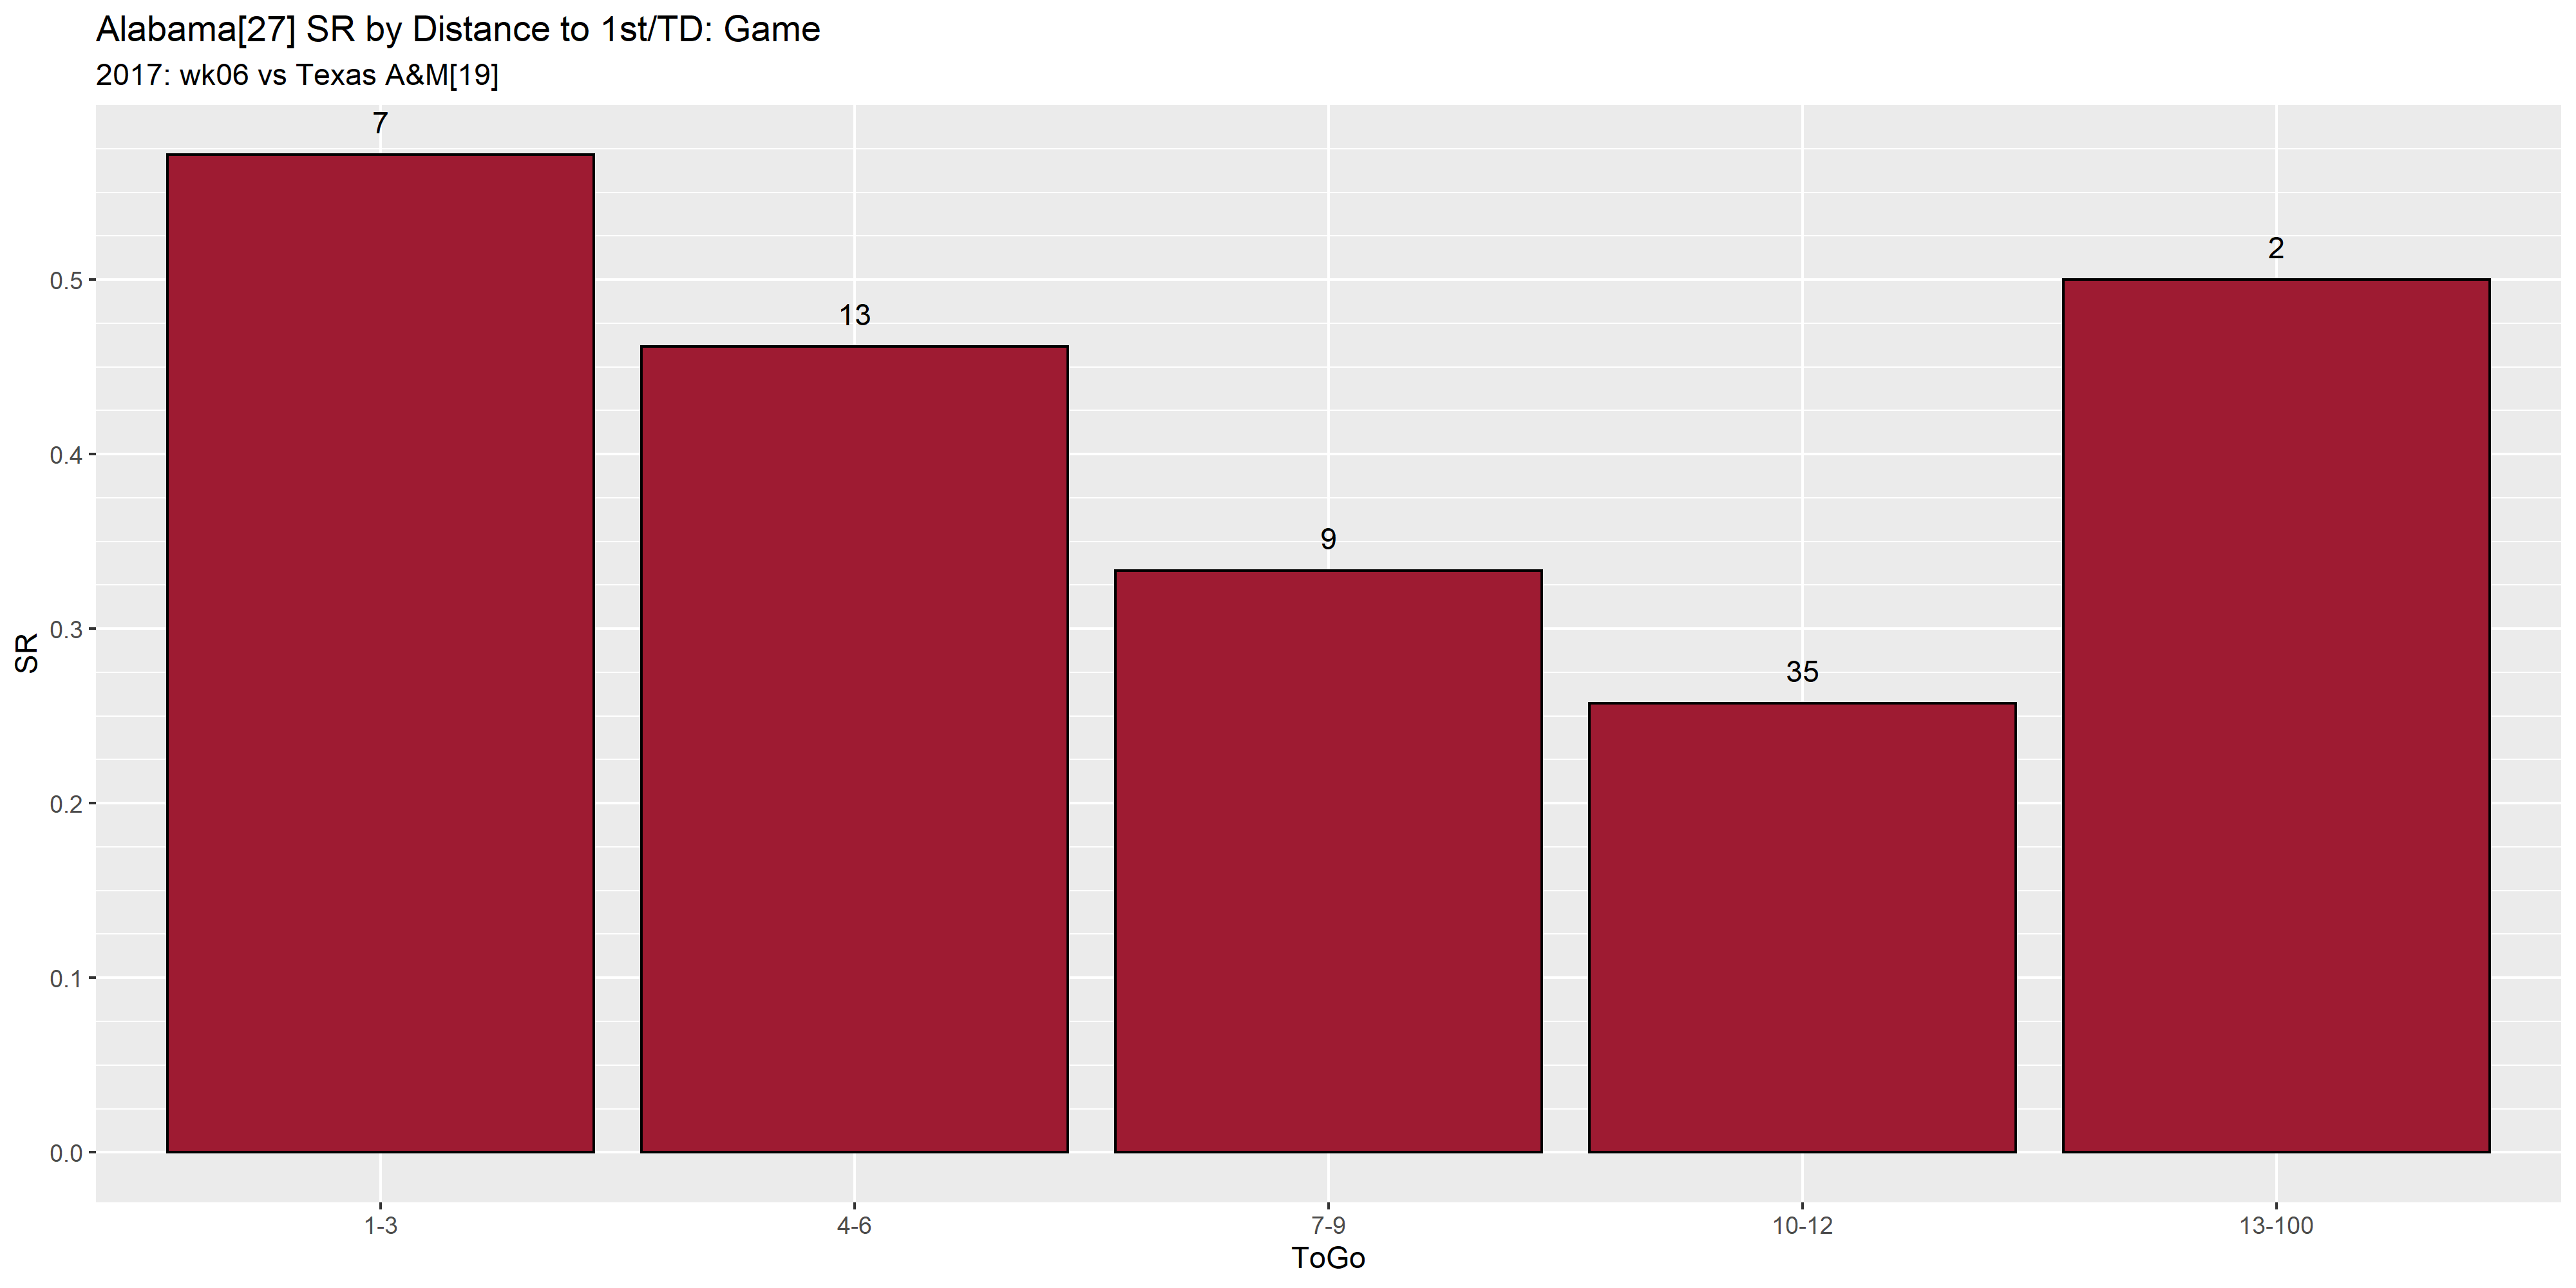 Alabama[27] SR by Distance to 1st/TD: Game
2017: wk06 vs Texas A&M[19]
7
2
13
9
35
SR
0.5
0.4
0.3
0.2
0.1
0.0
1-3 4-6 7-9 10-12 13-100
ToGo